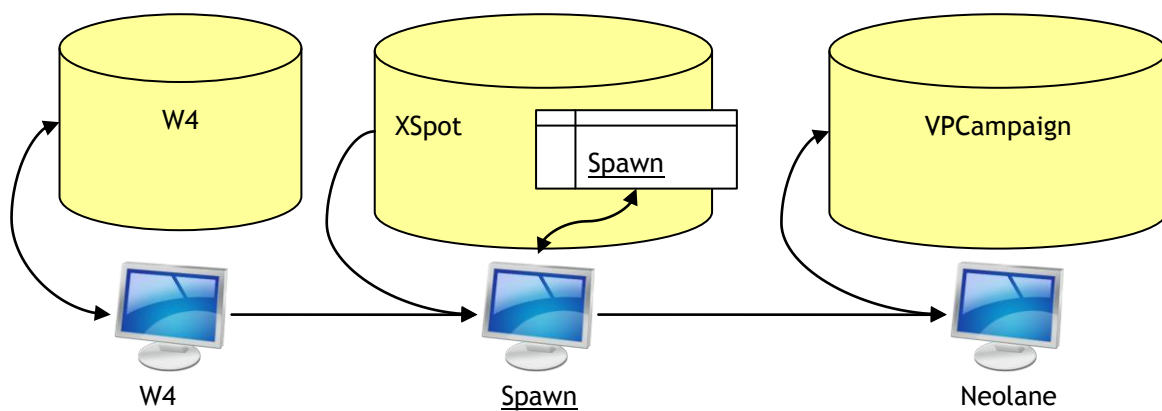 W4
XSpot
Spawn
VPCampaign
W4
Spawn
Neolane